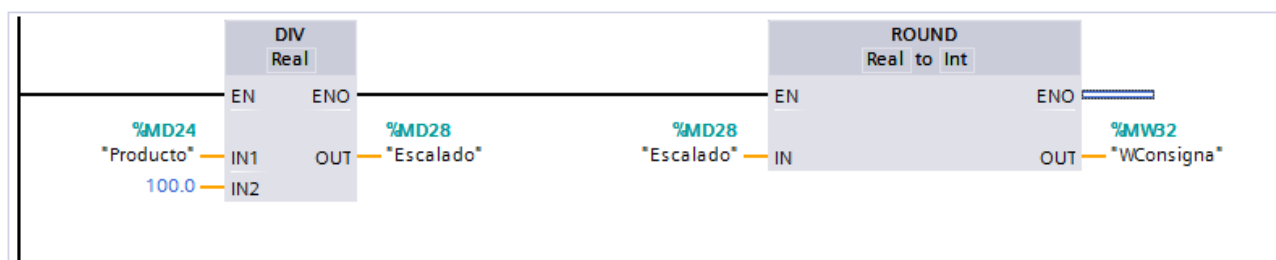 DIV
Real
EN ENO
%MD24
"Producto"
IN1
100.0
IN2
%MD28
OUT
"Escalado"
ROUND
Real to Int
EN ENO
%MD28
"Escalado"
IN
%MW32
OUT
"WConsigna"